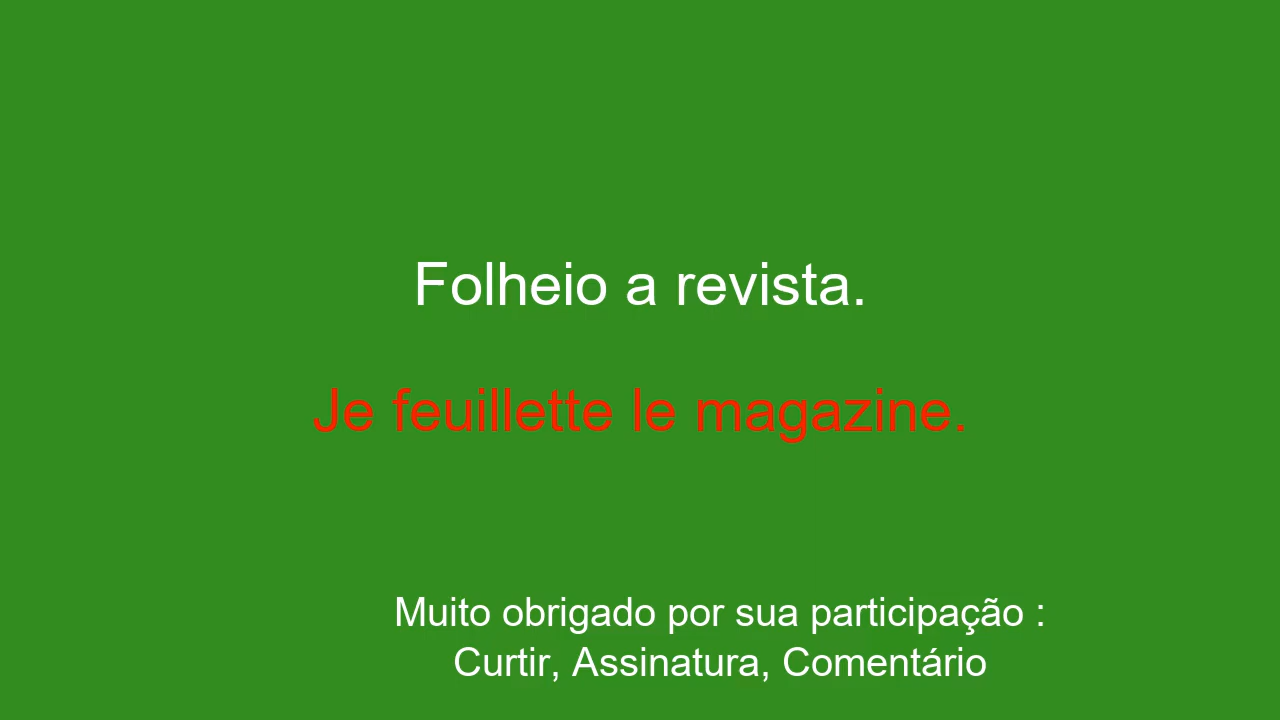 Folheio a revista.
Je feuillette le magazine.
Muito obrigado por sua participação :
Curtir, Assinatura, Comentário